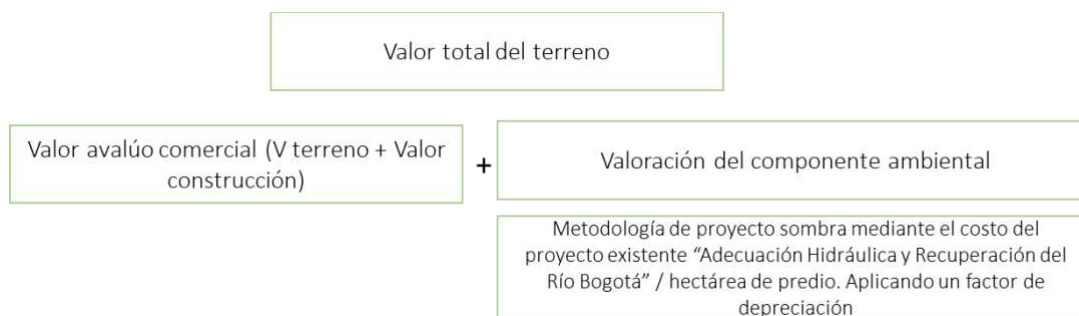 Valor total del terreno
Valor avalúo comercial (V terreno + Valor
construcción)
+
Valoración del componente ambiental
Metodología de proyecto sombra mediante el costo del
proyecto existente “Adecuación Hidráulica y Recuperación del
Río Bogotá” / hectárea de predio. Aplicando un factor de
depreciación